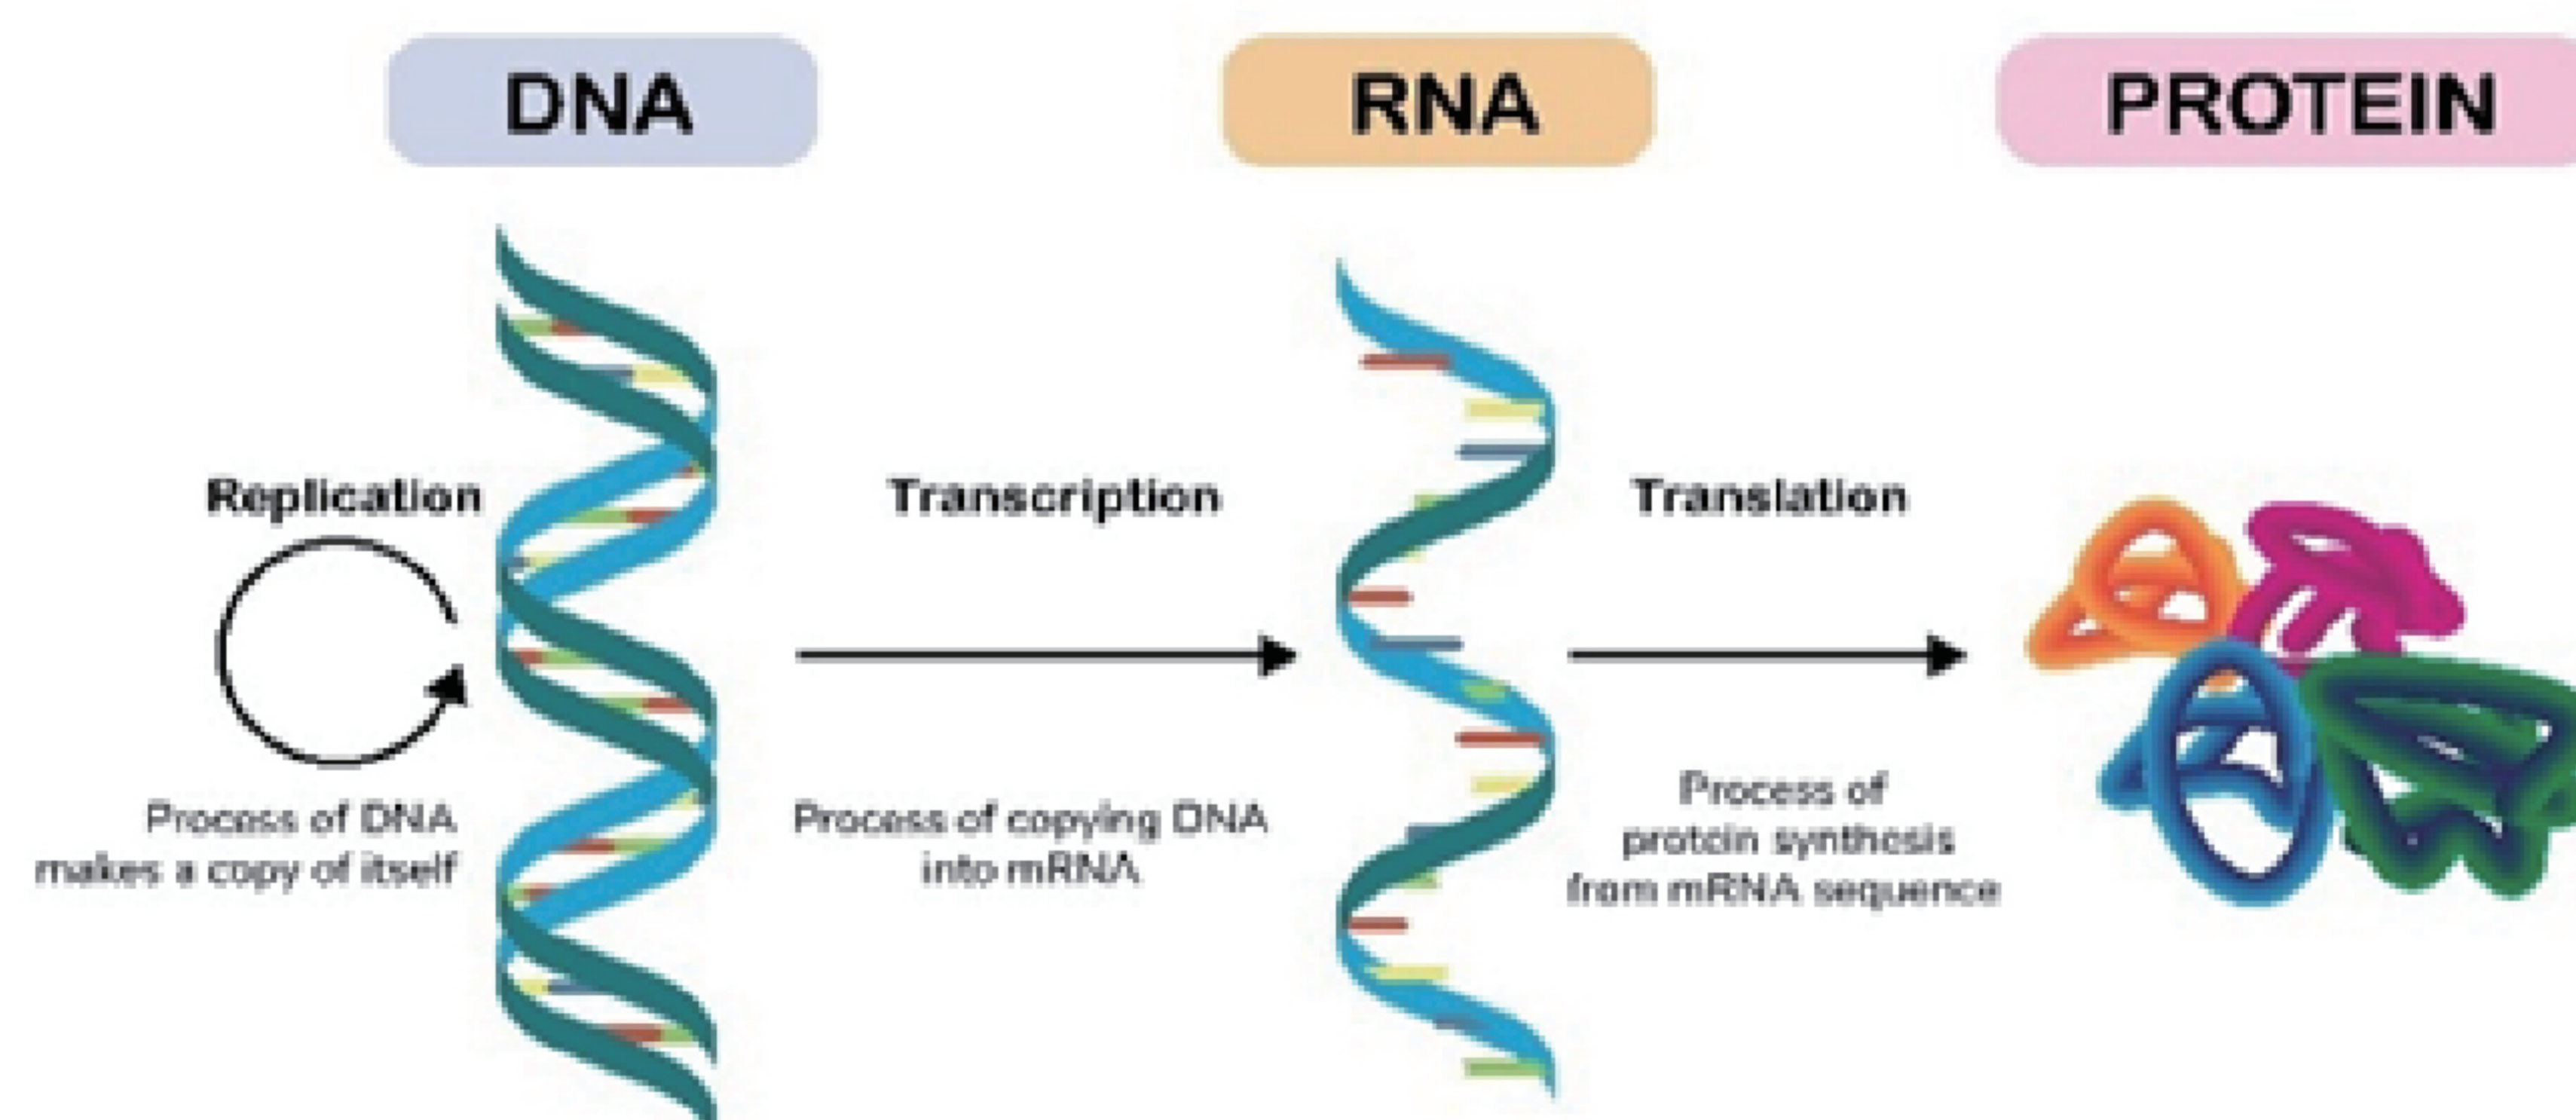 DNA
RNA
PROTEIN
Replication
Process of DNA
makes a copy of itself
Transcription
Process of copying DNA
into mRNA
Translation
Process of
protein synthesis
from mRNA sequence